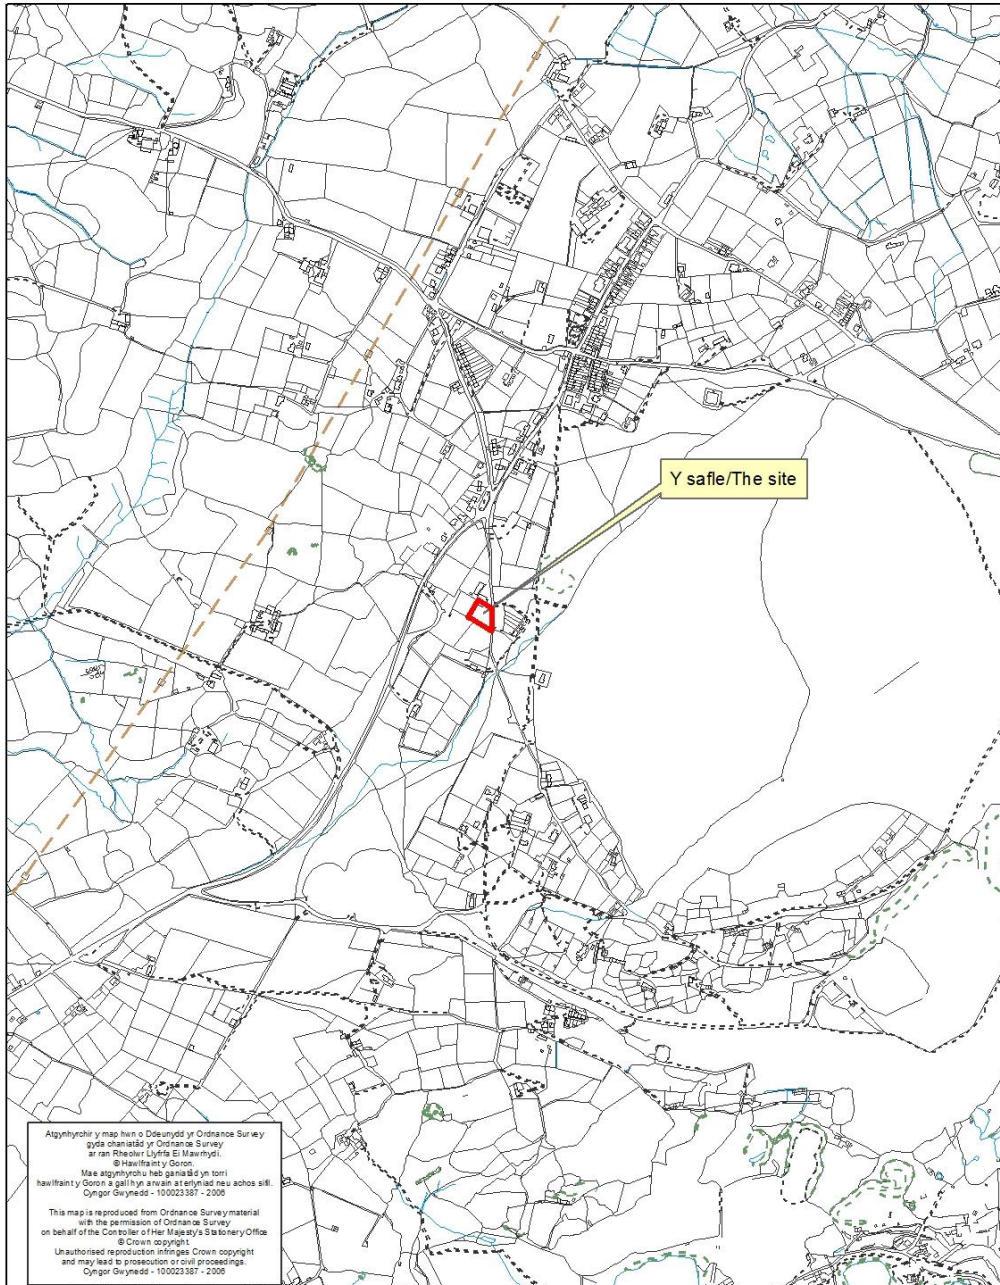 Y safle/The site
Atgynhyrchir y map hwn o Ddeunydd yr Ordnance Survey
gyda chaniatâd yr Ordnance Survey
ar ran Rheolwr Llyfrfa Ei Mawrhydi.
© Hawlfraint y Goron.
Mae atgynhyrchu heb ganiatâd yn torri
hawlfraint y Goron a gall hyn arwain at erlyniad neu achos sifil.
Cyngor Gwynedd - 100023387 - 2006
This map is reproduced from Ordnance Survey material
with the permission of Ordnance Survey
on behalf of the Controller of Her Majesty's Stationery Office
© Crown copyright.
Unauthorised reproduction infringes Crown copyright
and may lead to prosecution or civil proceedings.
Cyngor Gwynedd - 100023387 - 2006